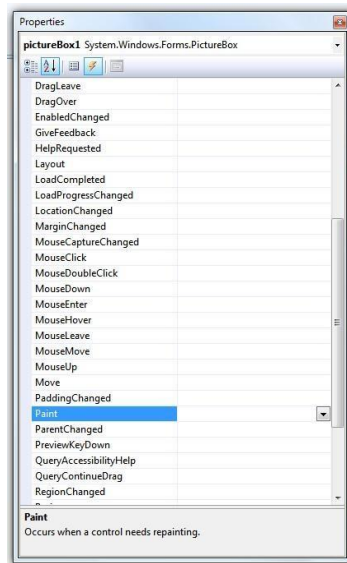 Properties
pictureBox1 System.Windows.Forms.PictureBox
DragLeave
DragOver
EnabledChanged
GiveFeedback
HelpRequested
Layout
LoadCompleted
LoadProgressChanged
LocationChanged
MarginChanged
MouseCaptureChanged
MouseClick
MouseDoubleClick
MouseDown
MouseEnter
MouseHover
MouseLeave
MouseMove
MouseUp
Move
PaddingChanged
Paint
ParentChanged
PreviewKeyDown
QueryAccessibilityHelp
QueryContinueDrag
RegionChanged
Paint
Occurs when a control needs repainting.